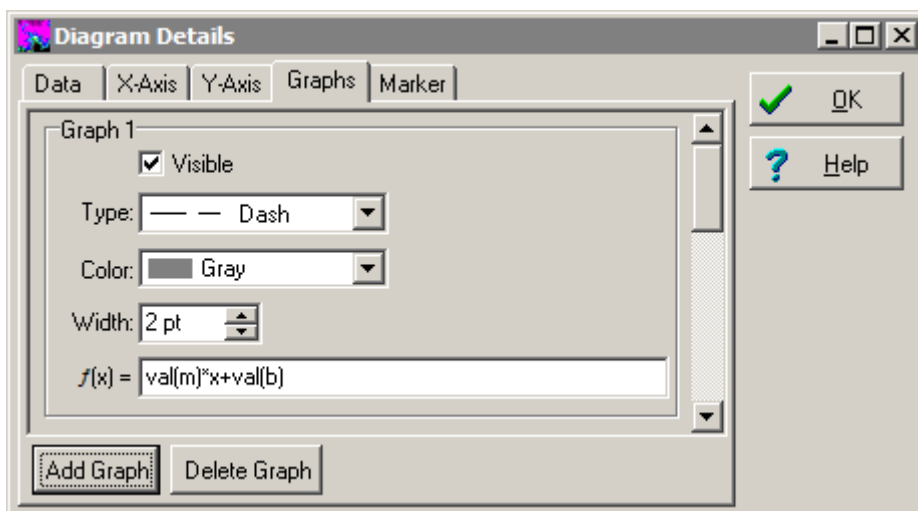 Diagram Details
Data X-Axis Y-Axis Graphs Marker
OK
Help
Graph 1
Visible
Type: Dash
Color: Gray
Width: 2 pt
f(x) = val(m)*x+val(b)
Add Graph Delete Graph